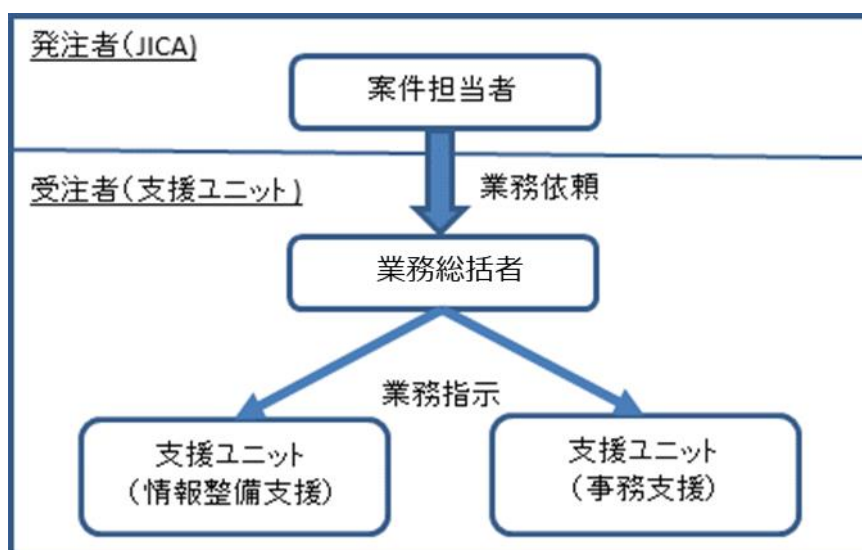 発注者(JICA)
案件担当者
受注者(支援ユニット)
業務依頼
業務総括者
業務指示
支援ユニット
(情報整備支援)
支援ユニット
(事務支援)